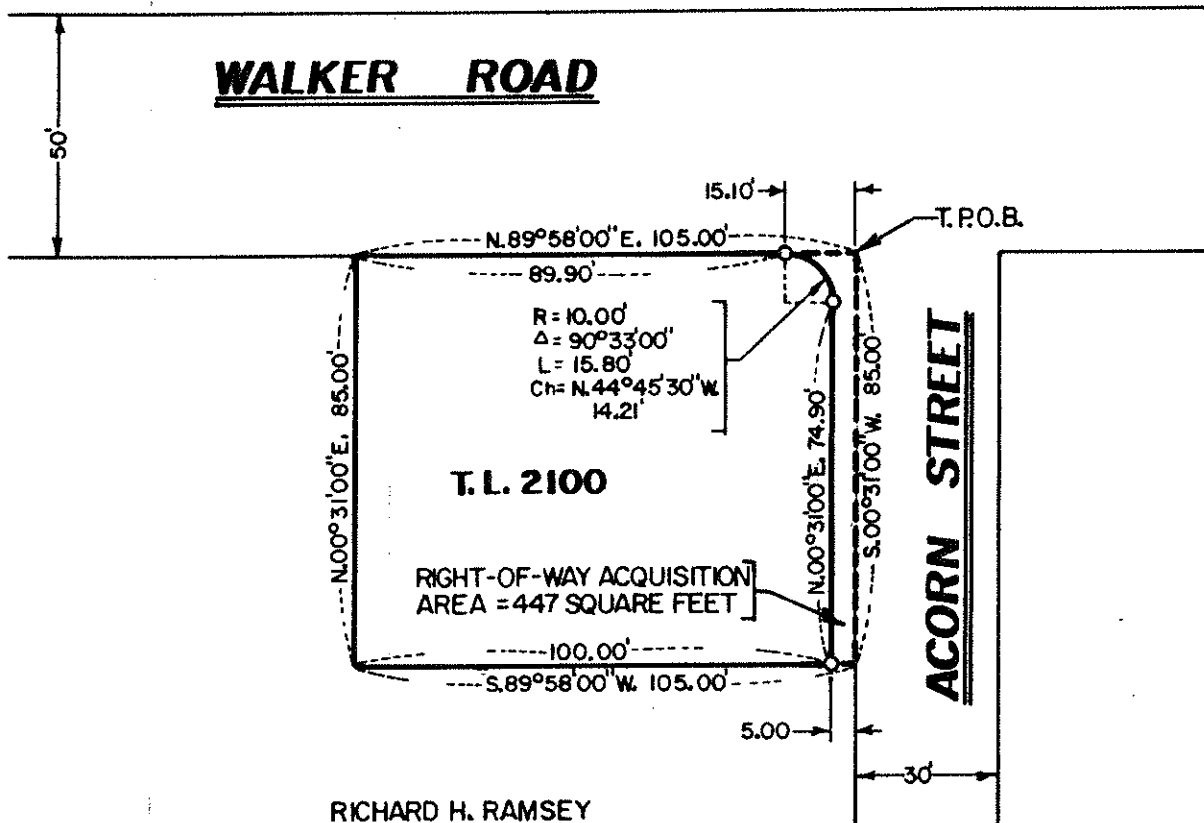 WALKER ROAD
50'
15.10'
T.P.O.B.
N.89°58'00"E. 105.00'
89.90'
R = 10.00'
Δ = 90°33'00"
L = 15.80'
Ch= N.44°45'30"W.
14.21'
N.00°31'00"E. 85.00'
N.00°31'00"E. 74.90'
S.00°31'00"W. 85.00'
ACORN STREET
T.L. 2100
RIGHT-OF-WAY ACQUISITION
AREA = 447 SQUARE FEET
100.00'
S.89°58'00"W. 105.00'
5.00
30'
RICHARD H. RAMSEY